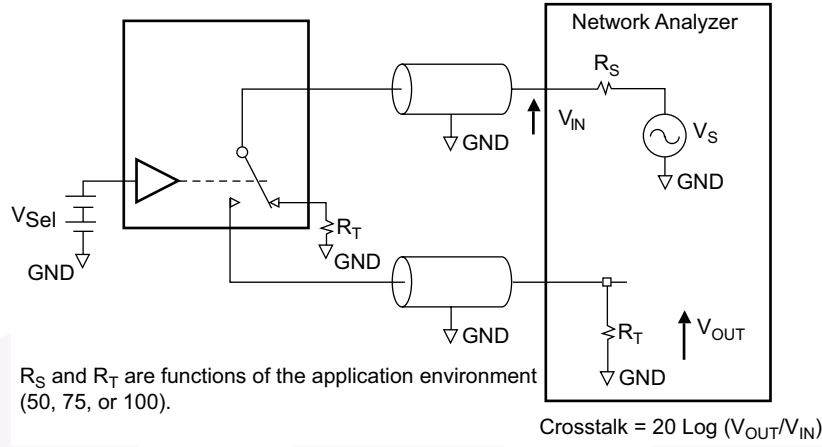 Network Analyzer
R_S
V_IN
GND
V_S
GND
V_Sel
GND
R_T
GND
GND
R_T
V_OUT
GND
R_S and R_T are functions of the application environment
(50, 75, or 100).
Crosstalk = 20 Log (V_OUT/V_IN)